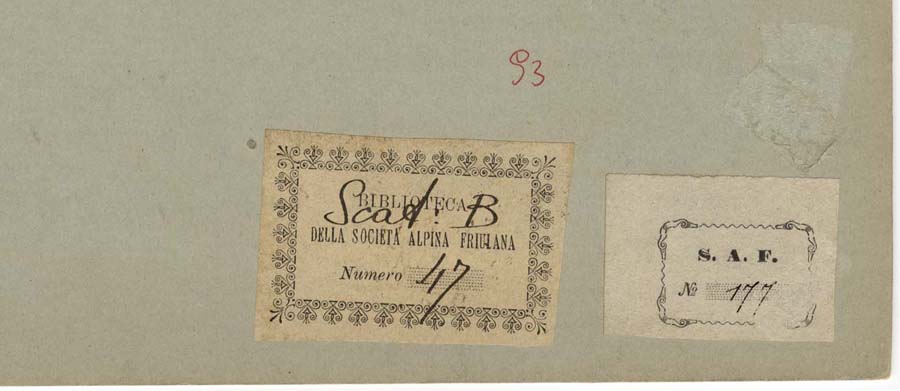 93
BIBLIOTECA
Scaf: B
DELLA SOCIETÀ ALPINA FRIULANA
Numero 47
S. A. F.
№ 177